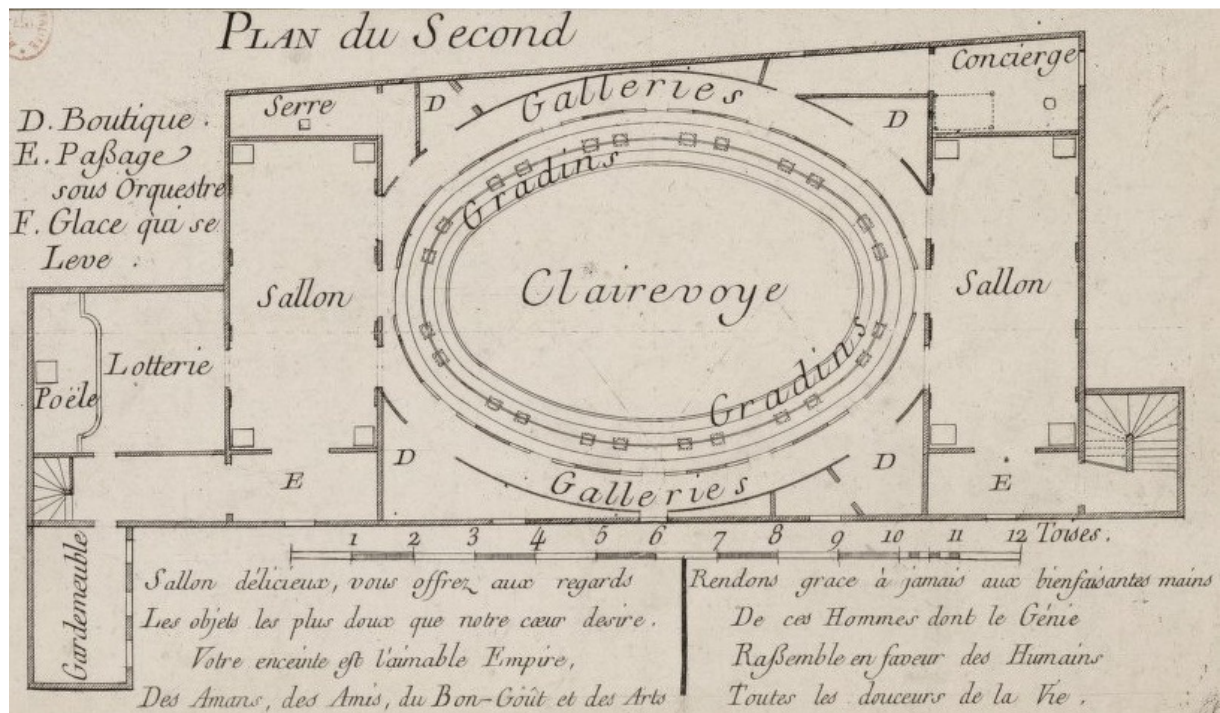 PLAN du Second
D. Boutique.
E. Paßage
sous Orquestre
F. Glace qui se
Leve.
Serre
D
Galleries
Concierge
D
Gradins
Sallon
Clairevoye
Sallon
Lotterie
Poële
Gradins
D
D
E
Galleries
E
Gardemeuble
1 2 3 4 5 6 7 8 9 10 11 12 Toises.
Sallon délicieux, vous offrez aux regards
Les objets les plus doux que notre cœur desire.
Votre enceinte est l'aimable Empire,
Des Amans, des Amis, du Bon-Goût et des Arts
Rendons grace à jamais aux bienfaisantes mains
De ces Hommes dont le Génie
Raßemble en faveur des Humains
Toutes les douceurs de la Vie.